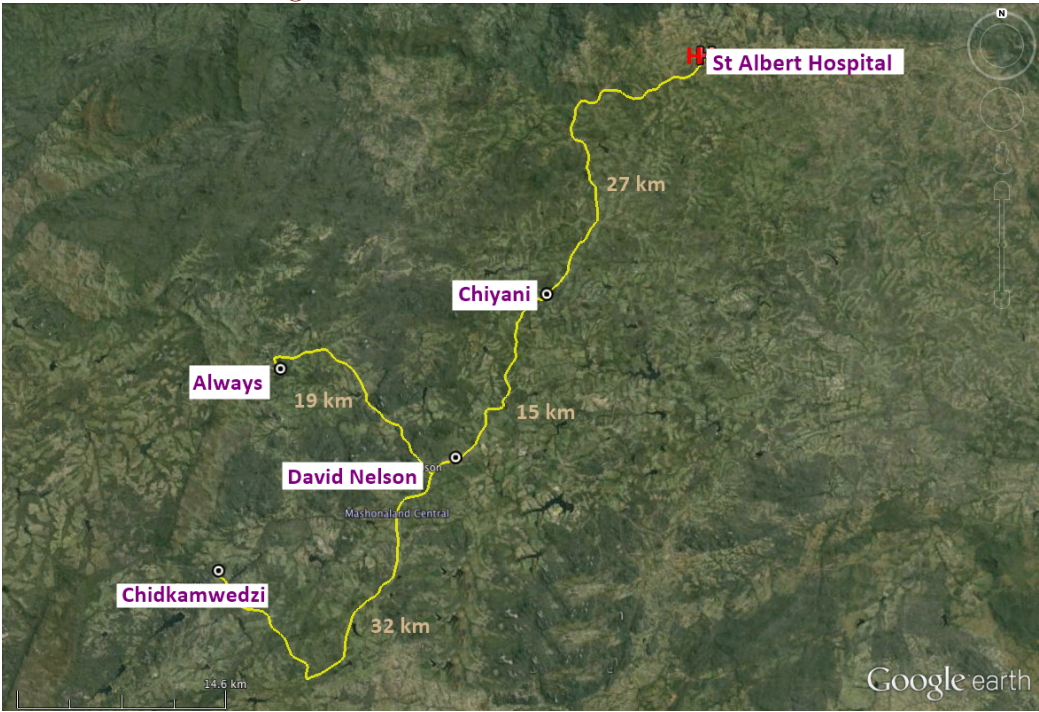 N
H
St Albert Hospital
27 km
Chiyani
Always
19 km
15 km
son
David Nelson
Mashonaland Central
Chidkamwedzi
32 km
14.6 km
Google earth